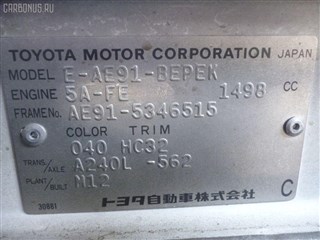 CARBONUS.RU
TOYOTA MOTOR CORPORATION JAPAN
MODEL E-AE91-BEPEK
ENGINE 5A-FE 1498 CC
FRAME No. AE91-5346515
COLOR TRIM
040 HC32
TRANS./AXLE A240L -562
PLANT/BUILT M12
トヨタ自動車株式会社 C
30881